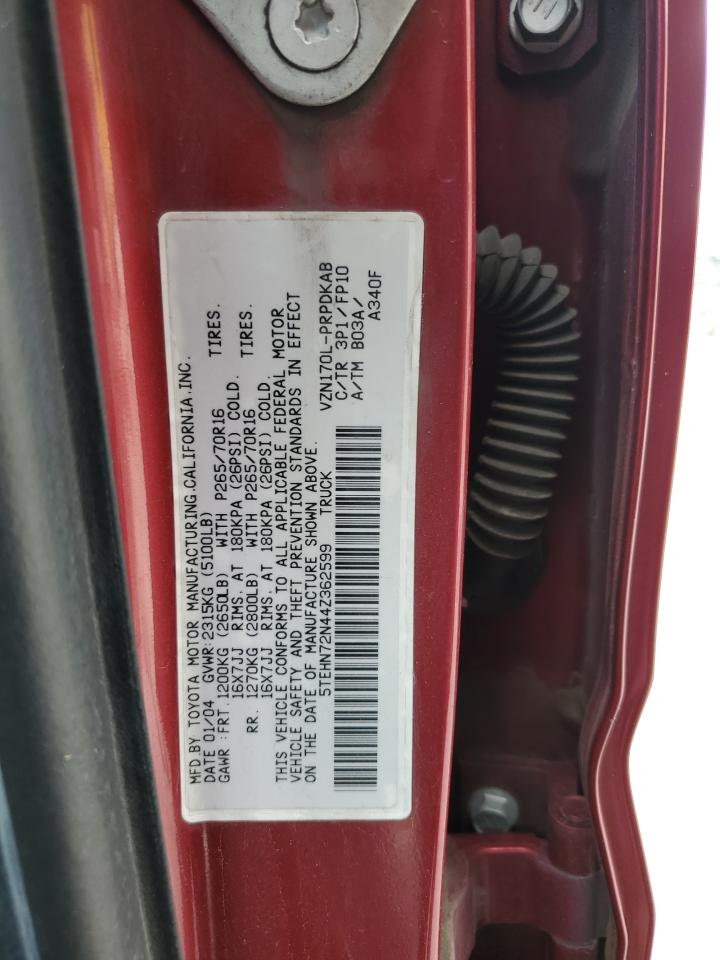 MFD.BY TOYOTA MOTOR MANUFACTURING.CALIFORNIA.INC.
DATE 01/04 GVWR:2315KG (5100LB)
GAWR :FRT.1200KG (2650LB) WITH P265/70R16 TIRES.
16X7JJ RIMS. AT 180KPA (26PSI) COLD.
RR. 1270KG (2800LB) WITH P265/70R16 TIRES.
16X7JJ RIMS. AT 180KPA (26PSI) COLD.
THIS VEHICLE CONFORMS TO ALL APPLICABLE FEDERAL MOTOR
VEHICLE SAFETY AND THEFT PREVENTION STANDARDS IN EFFECT
ON THE DATE OF MANUFACTURE SHOWN ABOVE.
5TEHN72N44Z362599 TRUCK VZN170L-PRPDKAB
C/TR 3P1/FP10
A/TM B03A/
A340F